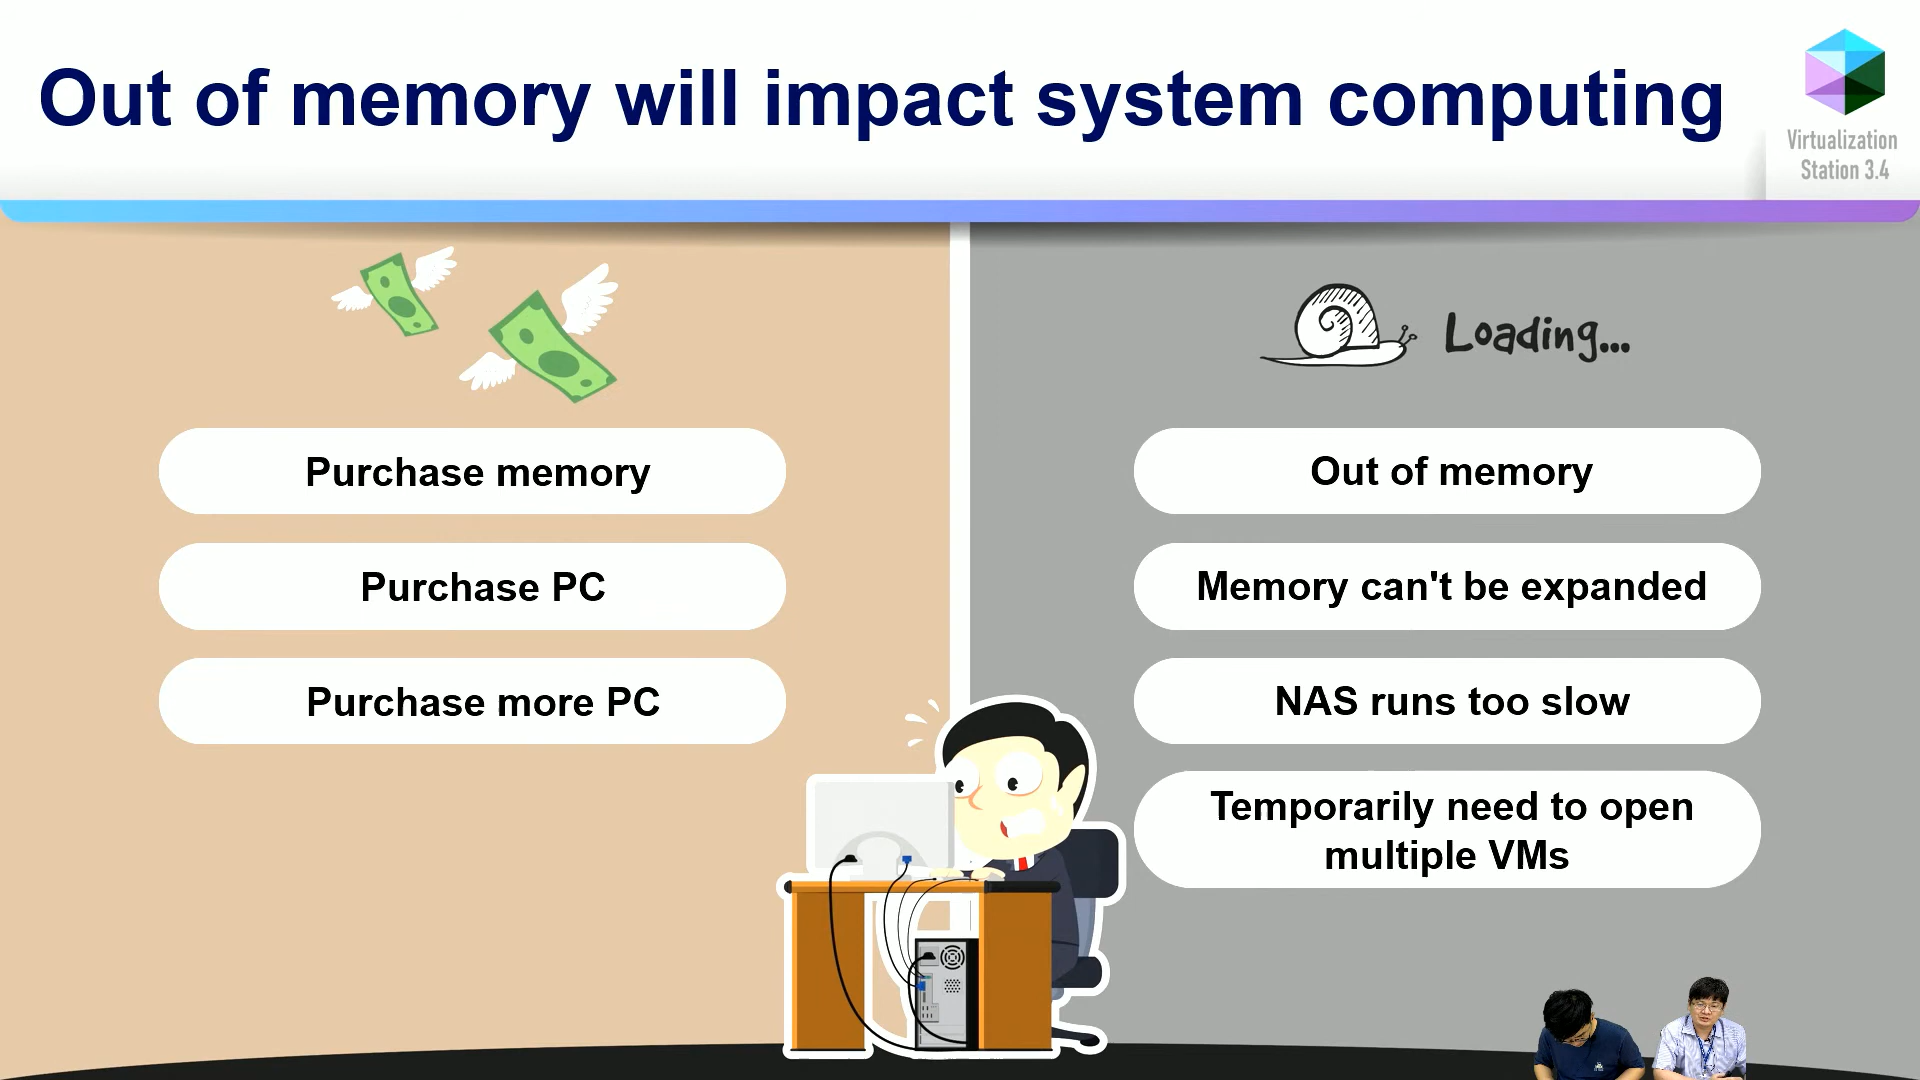 Out of memory will impact system computing
Virtualization
Station 3.4
Loading...
Purchase memory
Purchase PC
Purchase more PC
Out of memory
Memory can't be expanded
NAS runs too slow
Temporarily need to open
multiple VMs